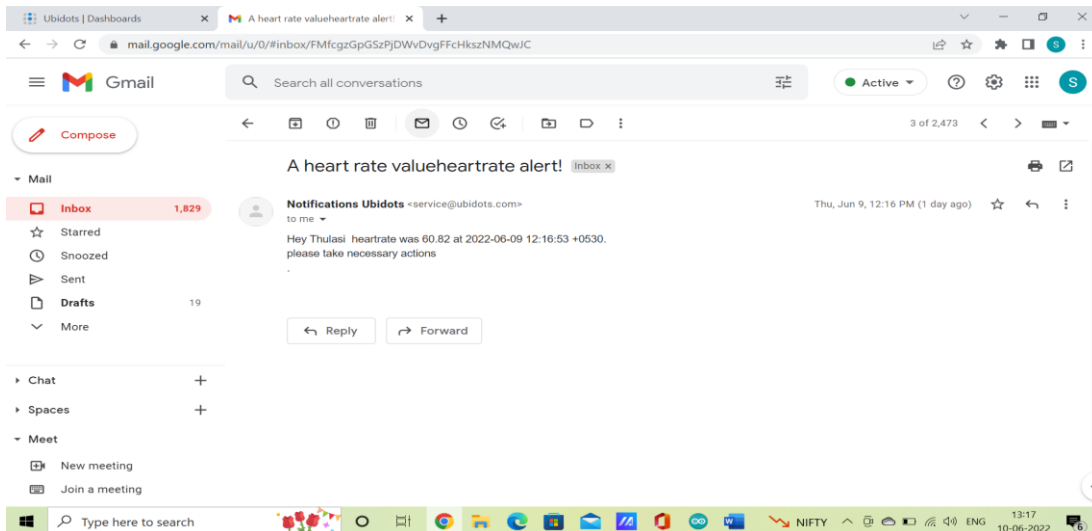 Ubidots | Dashboards
A heart rate valueheartrate alert!
mail.google.com/mail/u/0/#inbox/FMfcgzGpGSzPjDWvDvgFFcHkszNMQwJC
S
Gmail
Search all conversations
Active
S
Compose
3 of 2,473
A heart rate valueheartrate alert! Inbox x
Mail
Inbox 1,829
Notifications Ubidots <service@ubidots.com>
Thu, Jun 9, 12:16 PM (1 day ago)
to me
Starred
Hey Thulasi heartrate was 60.82 at 2022-06-09 12:16:53 +0530.
please take necessary actions
.
Snoozed
Sent
Drafts 19
More
Reply
Forward
Chat
Spaces
Meet
New meeting
Join a meeting
Type here to search
NIFTY
ENG
13:17
10-06-2022
6